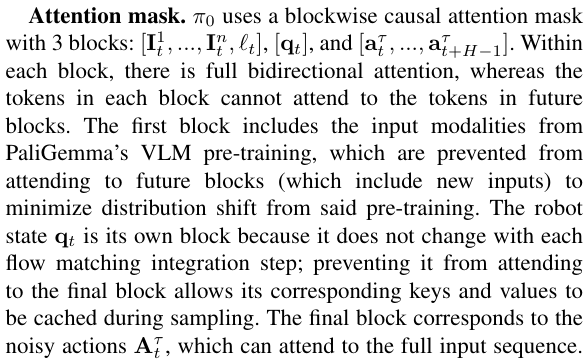 Attention mask. π₀ uses a blockwise causal attention mask
with 3 blocks: [I¹ₜ, ..., Iⁿₜ, ℓₜ], [qₜ], and [a^τ_t, ..., a^τ_{t+H−1}]. Within
each block, there is full bidirectional attention, whereas the
tokens in each block cannot attend to the tokens in future
blocks. The first block includes the input modalities from
PaliGemma's VLM pre-training, which are prevented from
attending to future blocks (which include new inputs) to
minimize distribution shift from said pre-training. The robot
state qₜ is its own block because it does not change with each
flow matching integration step; preventing it from attending
to the final block allows its corresponding keys and values to
be cached during sampling. The final block corresponds to the
noisy actions A^τ_t, which can attend to the full input sequence.